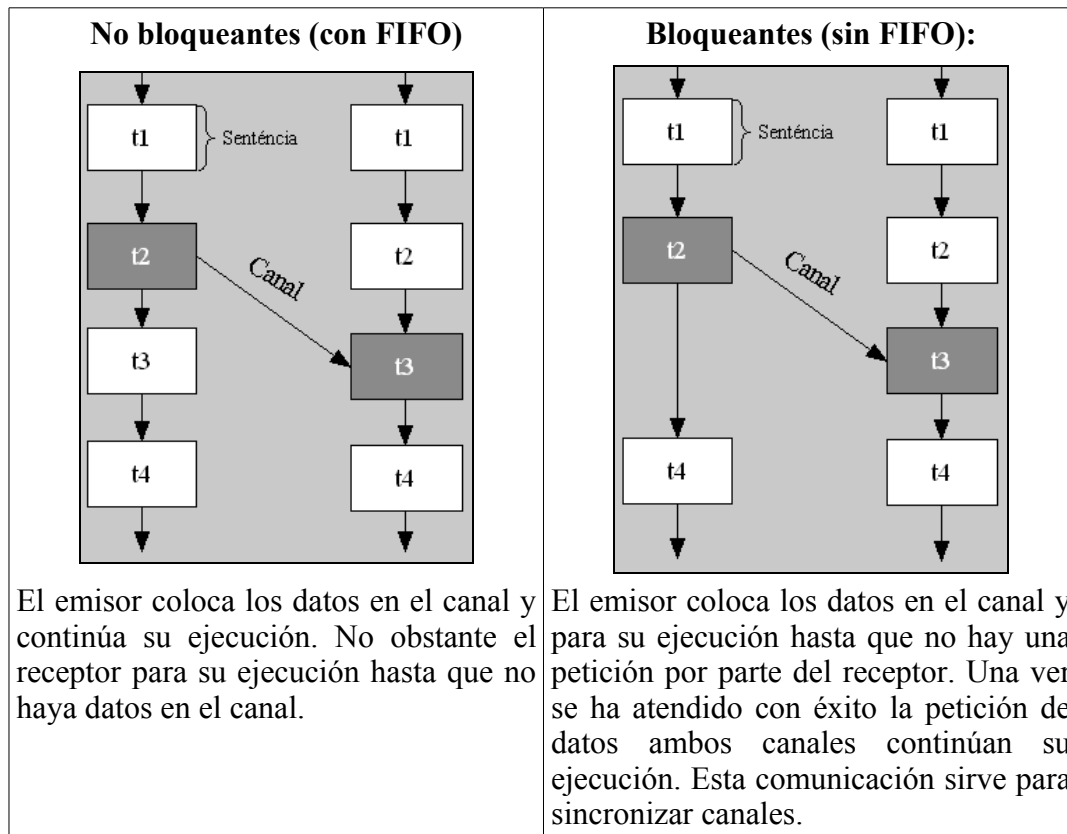 No bloqueantes (con FIFO)
t1
Senténcia
t1
t2
t2
Canal
t3
t3
t4
t4
El emisor coloca los datos en el canal y
continúa su ejecución. No obstante el
receptor para su ejecución hasta que no
haya datos en el canal.
Bloqueantes (sin FIFO):
t1
Senténcia
t1
t2
t2
Canal
t3
t4
t4
El emisor coloca los datos en el canal y
para su ejecución hasta que no hay una
petición por parte del receptor. Una ver
se ha atendido con éxito la petición de
datos ambos canales continúan su
ejecución. Esta comunicación sirve para
sincronizar canales.